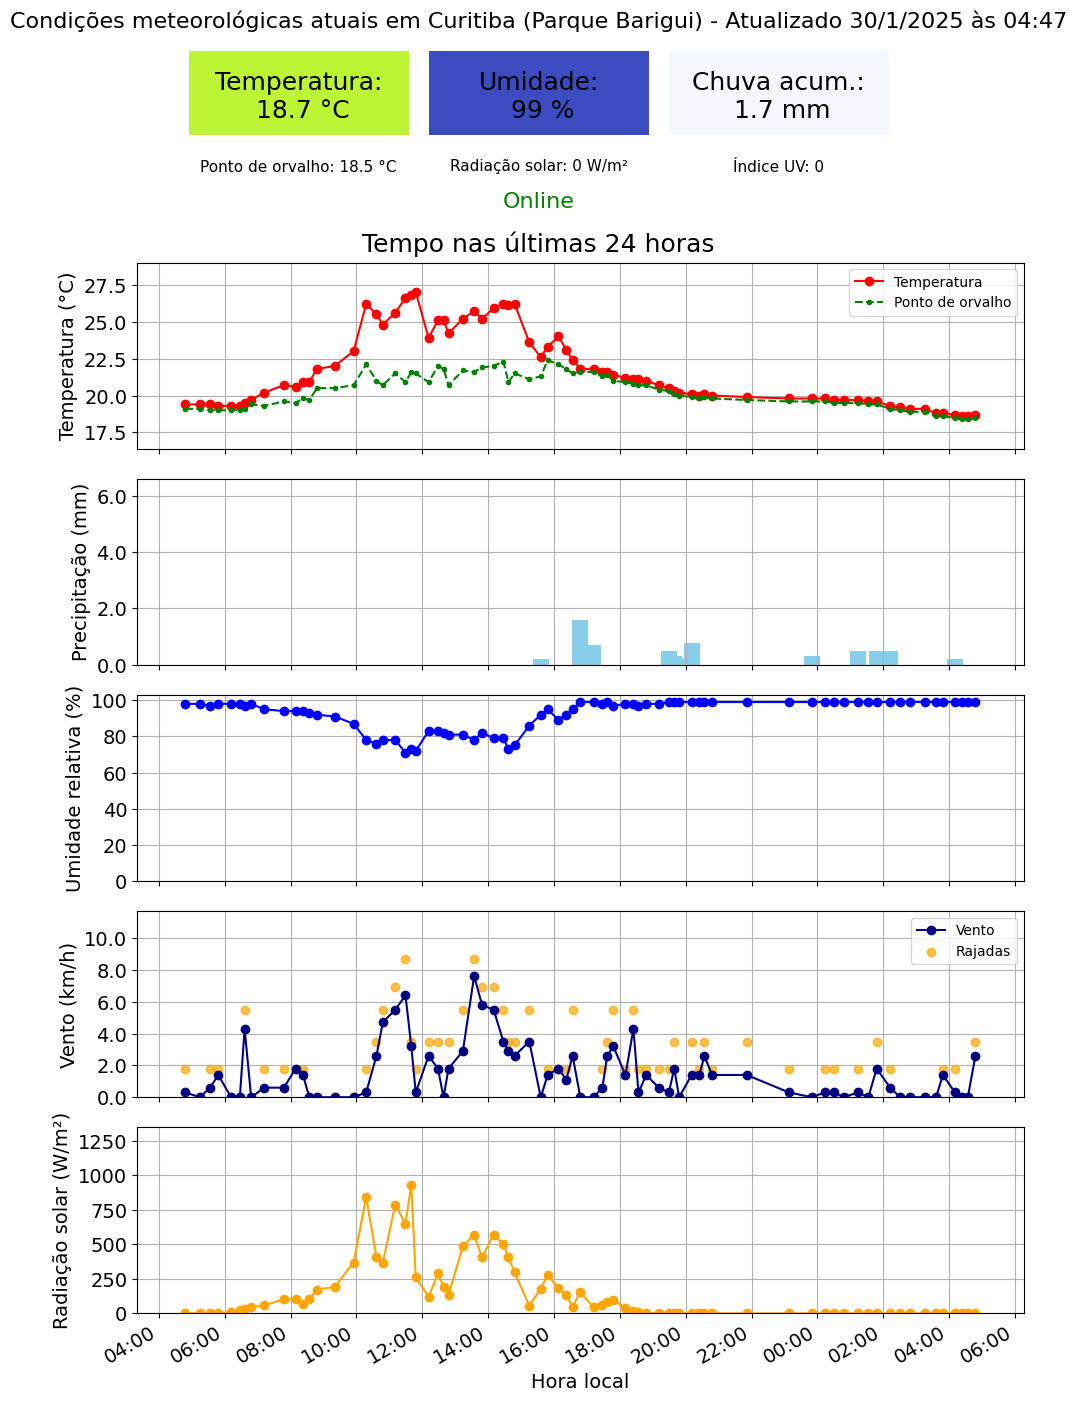 Condições meteorológicas atuais em Curitiba (Parque Barigui) - Atualizado 30/1/2025 às 04:47
Temperatura:
18.7 °C
Umidade:
99 %
Chuva acum.:
1.7 mm
Ponto de orvalho: 18.5 °C
Radiação solar: 0 W/m²
Índice UV: 0
Online
Tempo nas últimas 24 horas
Temperatura (°C)
27.5
25.0
22.5
20.0
17.5
Temperatura
Ponto de orvalho
Precipitação (mm)
6.0
4.0
2.0
0.0
Umidade relativa (%)
100
80
60
40
20
0
Vento (km/h)
10.0
8.0
6.0
4.0
2.0
0.0
Vento
Rajadas
Radiação solar (W/m²)
1250
1000
750
500
250
0
04:00
06:00
08:00
10:00
12:00
14:00
16:00
18:00
20:00
22:00
00:00
02:00
04:00
06:00
Hora local